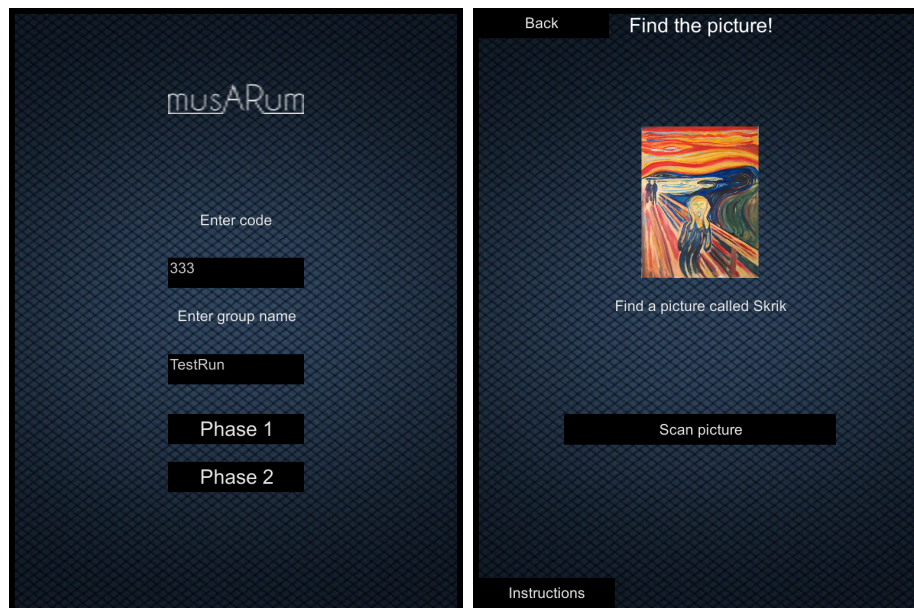 musARum
Enter code
333
Enter group name
TestRun
Phase 1
Phase 2
Back
Find the picture!
Find a picture called Skrik
Scan picture
Instructions